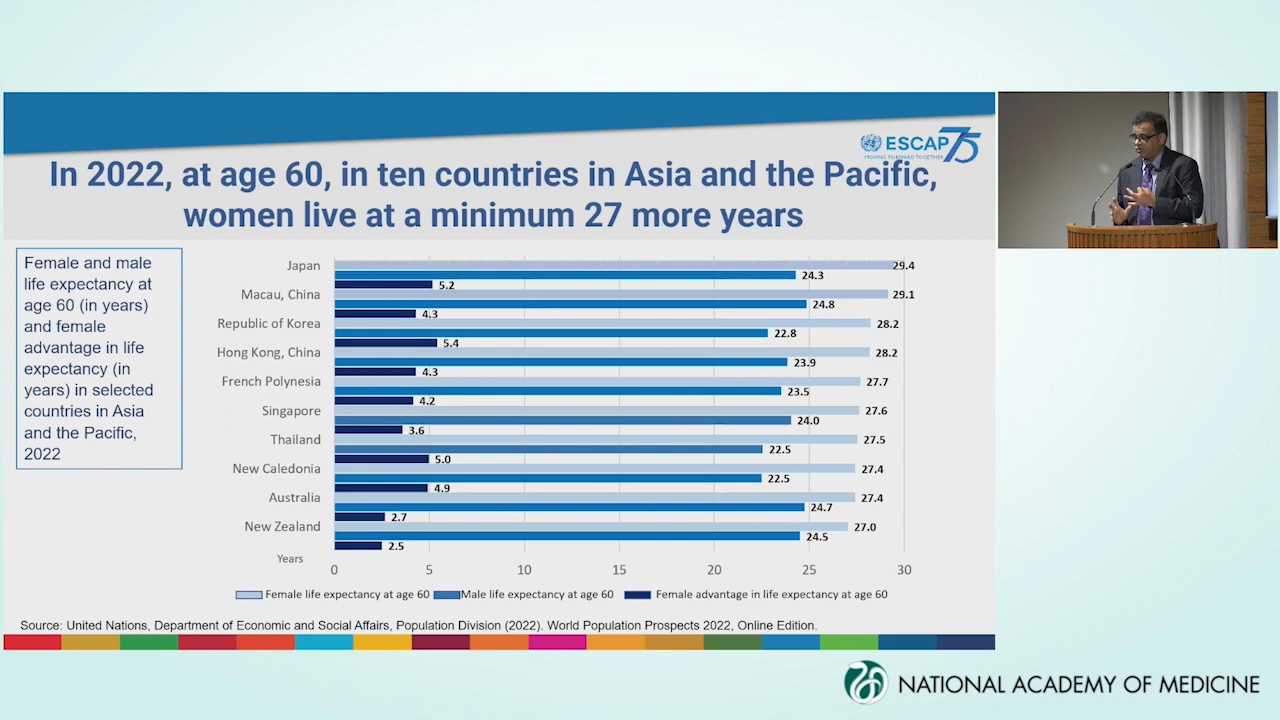 ESCAP 75
MOVING FORWARD TOGETHER
In 2022, at age 60, in ten countries in Asia and the Pacific,
women live at a minimum 27 more years
Female and male
life expectancy at
age 60 (in years)
and female
advantage in life
expectancy (in
years) in selected
countries in Asia
and the Pacific,
2022
Japan 29.4
24.3
5.2
Macau, China 29.1
24.8
4.3
Republic of Korea 28.2
22.8
5.4
Hong Kong, China 28.2
23.9
4.3
French Polynesia 27.7
23.5
4.2
Singapore 27.6
24.0
3.6
Thailand 27.5
22.5
5.0
New Caledonia 27.4
22.5
4.9
Australia 27.4
24.7
2.7
New Zealand 27.0
24.5
2.5
Years
0 5 10 15 20 25 30
Female life expectancy at age 60 Male life expectancy at age 60 Female advantage in life expectancy at age 60
Source: United Nations, Department of Economic and Social Affairs, Population Division (2022). World Population Prospects 2022, Online Edition.
NATIONAL ACADEMY OF MEDICINE